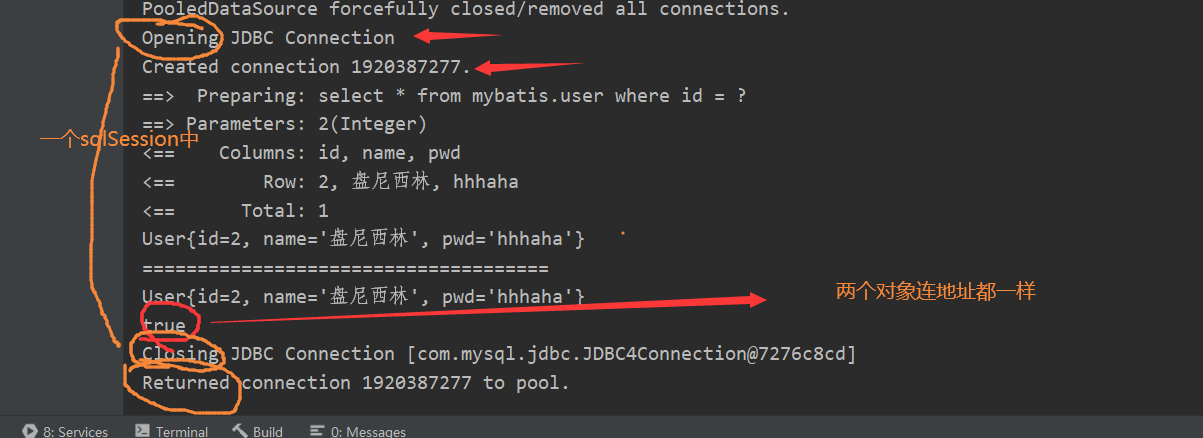 PooledDataSource forcefully closed/removed all connections.
Opening JDBC Connection
Created connection 1920387277.
==>  Preparing: select * from mybatis.user where id = ?
==> Parameters: 2(Integer)
一个sqlSession中
<==    Columns: id, name, pwd
<==        Row: 2, 盘尼西林, hhhaha
<==      Total: 1
User{id=2, name='盘尼西林', pwd='hhhaha'}
=====================================
User{id=2, name='盘尼西林', pwd='hhhaha'}
两个对象连地址都一样
true
Closing JDBC Connection [com.mysql.jdbc.JDBC4Connection@7276c8cd]
Returned connection 1920387277 to pool.
8: Services Terminal Build 0: Messages